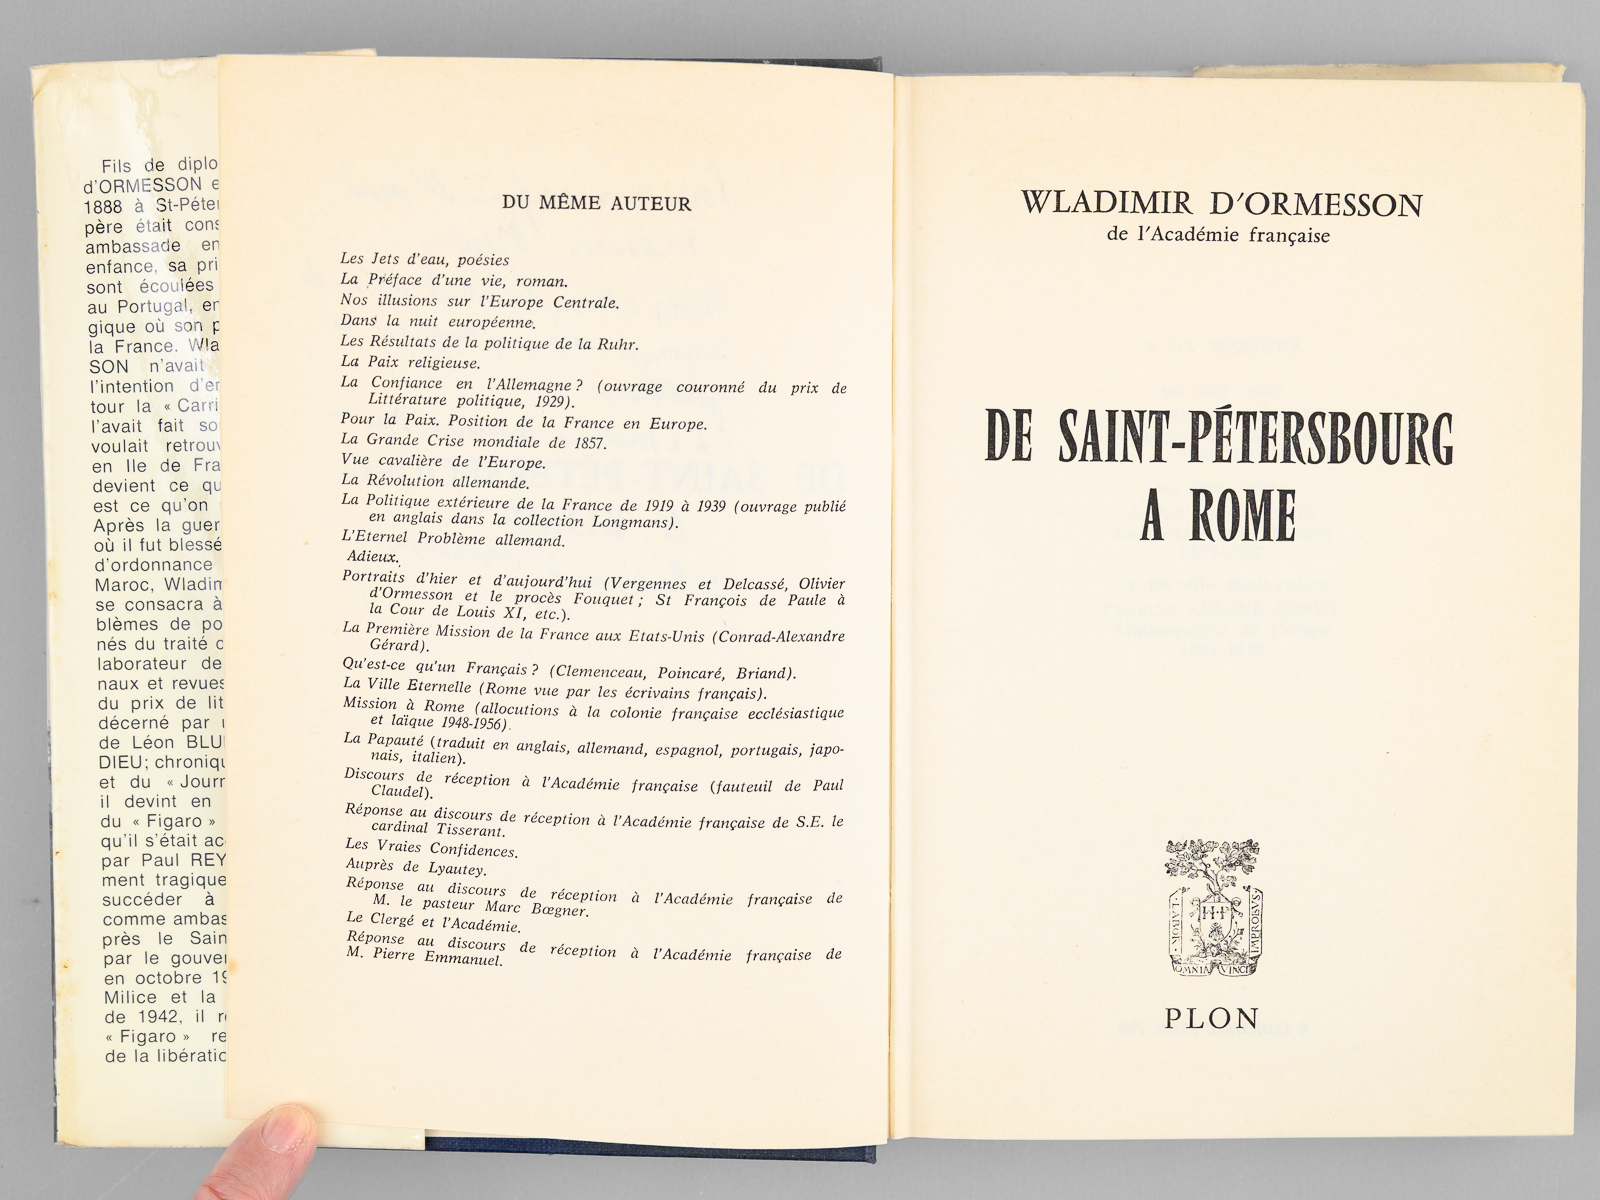 Fils de diplo
d'ORMESSON e
1888 à St-Péter
père était cons
ambassade en
enfance, sa pri
sont écoulées
au Portugal, en
gique où son p
la France. Wla
SON n'avait
l'intention d'en
tour la « Carri
l'avait fait so
voulait retrouv
en Ile de Fra
devient ce qu
est ce qu'on
Après la guer
où il fut blessé
d'ordonnance
Maroc, Wladim
se consacra à
blèmes de po
nés du traité d
laborateur de
naux et revues
du prix de lit
décerné par u
de Léon BLU
DIEU; chroniqu
et du « Journ
il devint en
du « Figaro »
qu'il s'était ac
par Paul REY
ment tragique
succéder à
comme ambas
près le Sain
par le gouver
en octobre 19
Milice et la
de 1942, il re
« Figaro » re
de la libératio
DU MÊME AUTEUR
Les Jets d'eau, poésies
La Préface d'une vie, roman.
Nos illusions sur l'Europe Centrale.
Dans la nuit européenne.
Les Résultats de la politique de la Ruhr.
La Paix religieuse.
La Confiance en l'Allemagne ? (ouvrage couronné du prix de
Littérature politique, 1929).
Pour la Paix. Position de la France en Europe.
La Grande Crise mondiale de 1857.
Vue cavalière de l'Europe.
La Révolution allemande.
La Politique extérieure de la France de 1919 à 1939 (ouvrage publié
en anglais dans la collection Longmans).
L'Eternel Problème allemand.
Adieux.
Portraits d'hier et d'aujourd'hui (Vergennes et Delcassé, Olivier
d'Ormesson et le procès Fouquet ; St François de Paule à
la Cour de Louis XI, etc.).
La Première Mission de la France aux Etats-Unis (Conrad-Alexandre
Gérard).
Qu'est-ce qu'un Français ? (Clemenceau, Poincaré, Briand).
La Ville Eternelle (Rome vue par les écrivains français).
Mission à Rome (allocutions à la colonie française ecclésiastique
et laïque 1948-1956).
La Papauté (traduit en anglais, allemand, espagnol, portugais, japo-
nais, italien).
Discours de réception à l'Académie française (fauteuil de Paul
Claudel).
Réponse au discours de réception à l'Académie française de S.E. le
cardinal Tisserant.
Les Vraies Confidences.
Auprès de Lyautey.
Réponse au discours de réception à l'Académie française de
M. le pasteur Marc Bœgner.
Le Clergé et l'Académie.
Réponse au discours de réception à l'Académie française de
M. Pierre Emmanuel.
WLADIMIR D'ORMESSON
de l'Académie française
DE SAINT-PÉTERSBOURG
A ROME
LABOR
OMNIA VINCI
IMPROBVS
H P
PLON